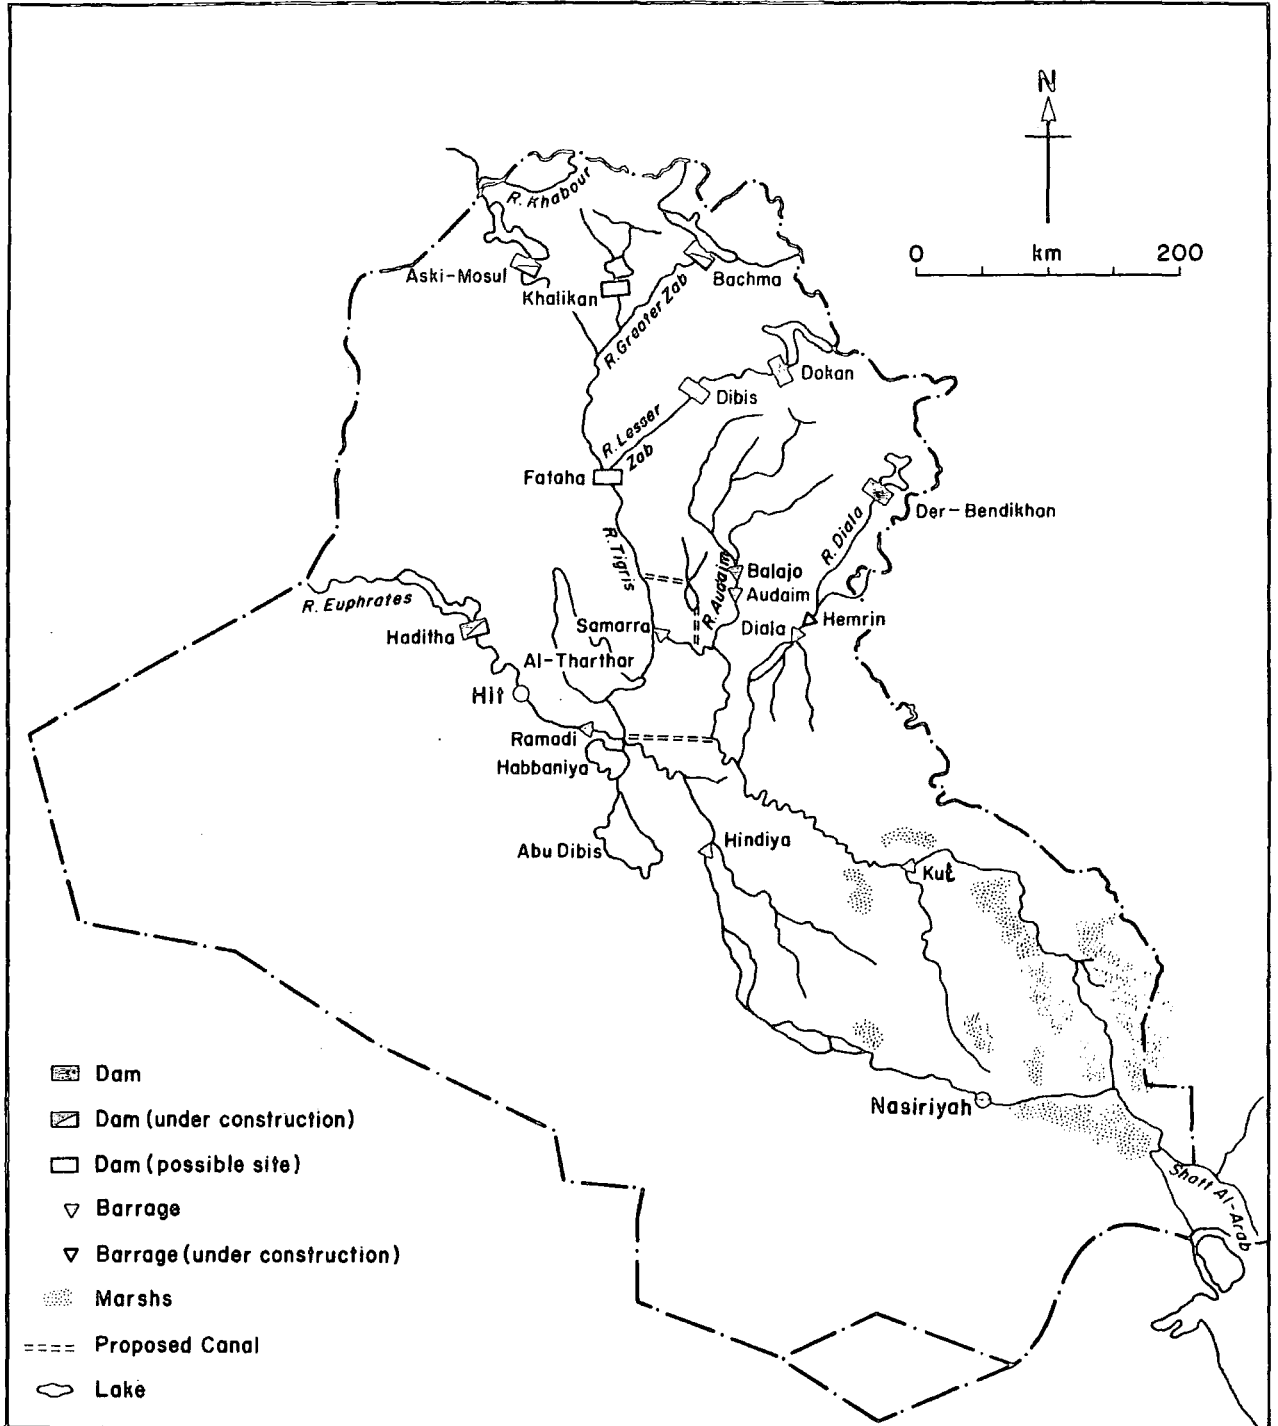 N
0 km 200
R. Khabour
Aski-Mosul
Khalikan
Bachma
R. Greater Zab
Dokan
Dibis
R. Lesser
Zab
Fataha
Der-Bendikhan
R. Diala
R. Tigris
R. Audaim
Balajo
Audaim
R. Euphrates
Samarra
Diala
Hemrin
Haditha
Al-Tharthar
Hit
Ramadi
Habbaniya
Abu Dibis
Hindiya
Kut
Nasiriyah
Shatt Al-Arab
Dam
Dam (under construction)
Dam (possible site)
Barrage
Barrage (under construction)
Marshs
Proposed Canal
Lake